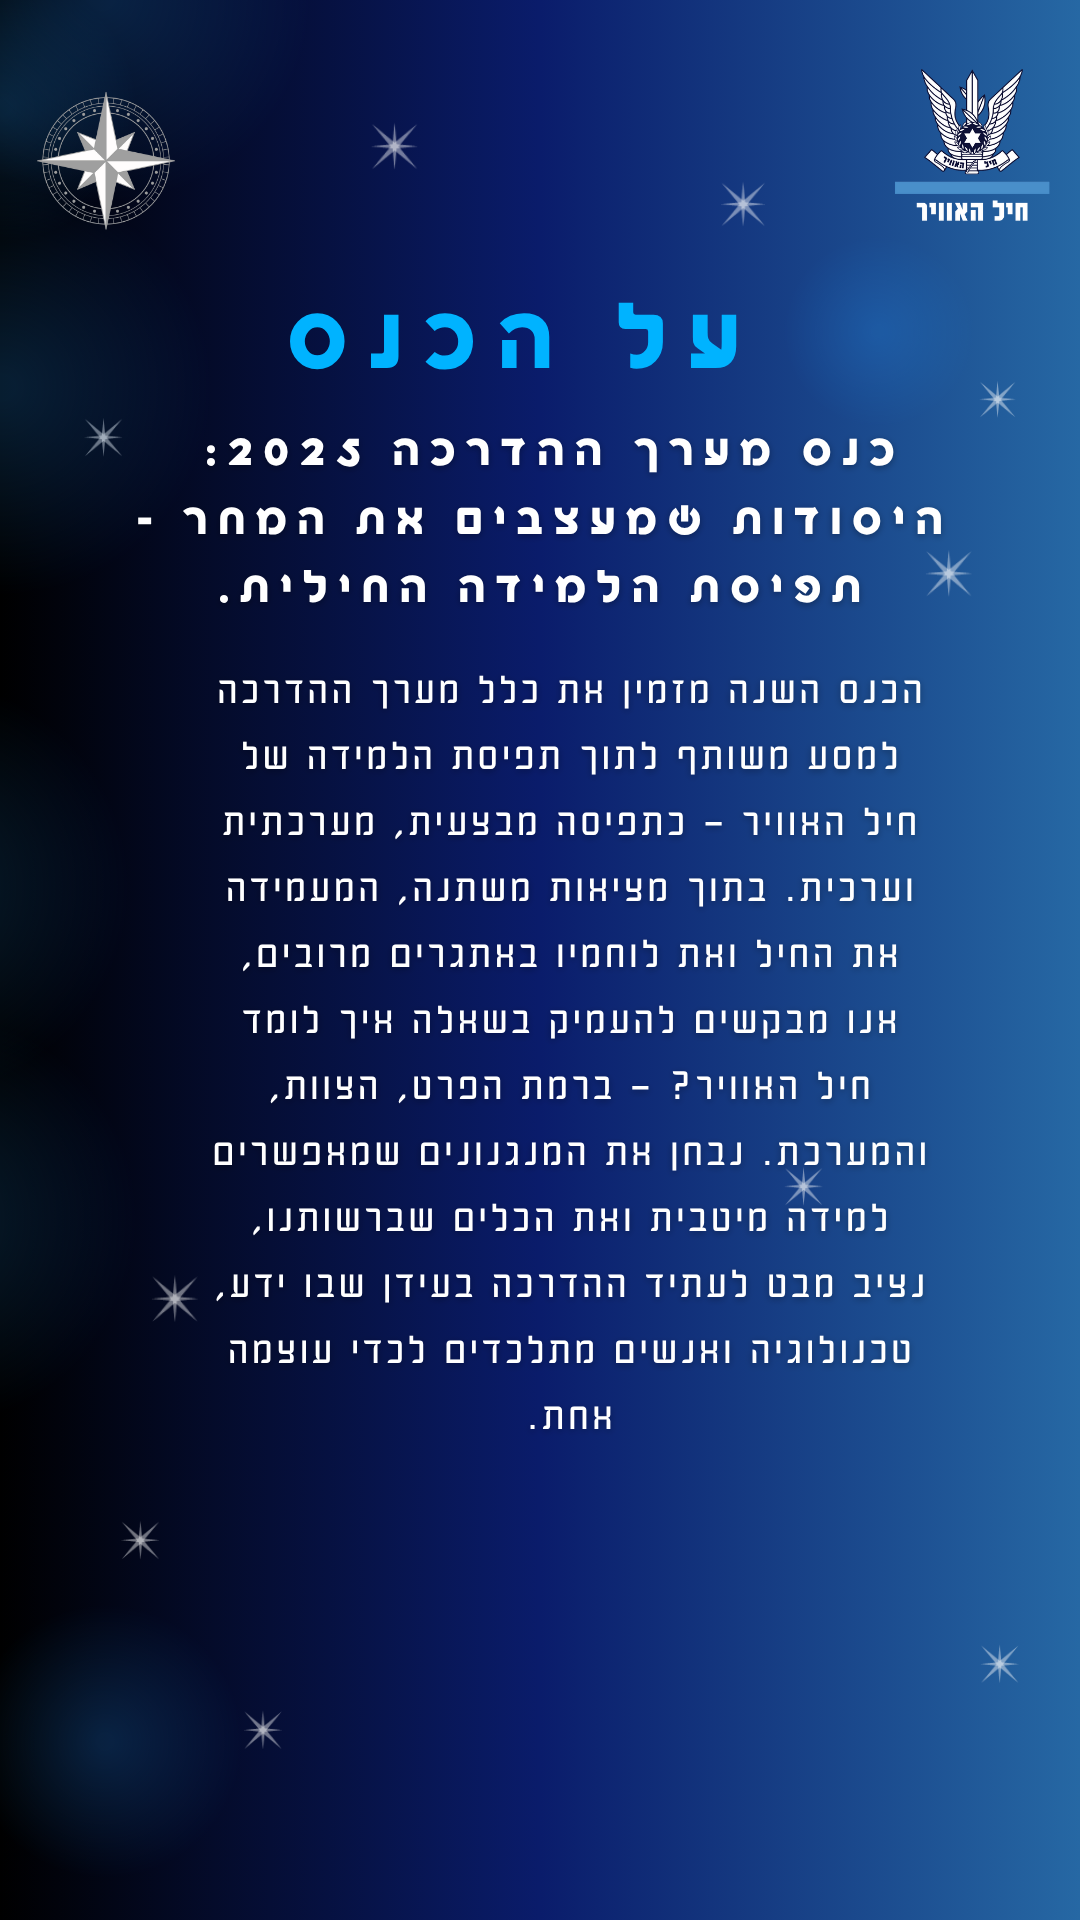 חיל האוויר
חיל האוויר
על הכנס
כנס מערך ההדרכה 2025:
היסודות שמעצבים את המחר -
תפיסת הלמידה החילית.
הכנס השנה מזמין את כלל מערך ההדרכה
למסע משותף לתוך תפיסת הלמידה של
חיל האוויר – כתפיסה מבצעית, מערכתית
וערכית. בתוך מציאות משתנה, המעמידה
את החיל ואת לוחמיו באתגרים מרובים,
אנו מבקשים להעמיק בשאלה איך לומד
חיל האוויר? – ברמת הפרט, הצוות,
והמערכת. נבחן את המנגנונים שמאפשרים
למידה מיטבית ואת הכלים שברשותנו,
נציב מבט לעתיד ההדרכה בעידן שבו ידע,
טכנולוגיה ואנשים מתלכדים לכדי עוצמה
אחת.